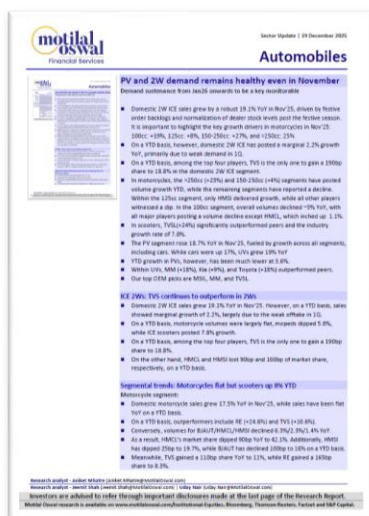 motilal
oswal
Financial Services
Sector Update | 19 December 2025
Automobiles
PV and 2W demand remains healthy even in November
Demand sustenance from Jan26 onwards to be a key monitorable
Domestic 2W ICE sales grew by a robust 19.1% YoY in Nov'25, driven by festive
order backlogs and normalization of dealer stocks post the festive season.
It is important to highlight the key growth drivers in motorcycles in Nov'25:
100cc: +19%, 125cc: +8%, 150-250cc: +27%, and >250cc: 25%
On a YTD basis, however, domestic 2W ICE has posted a marginal 2.2% growth
YoY, primarily due to weak demand in 1Q.
On a YTD basis, among the top four players, TVS is the only one to gain a 190bp
share to 18.8% in the domestic 2W ICE segment.
In motorcycles, the >250cc (+23%) and 150-250cc (+4%) segments have posted
volume growth YTD, while the remaining segments have reported a decline.
Within the 125cc segment, only HMCL delivered growth, while all other players
witnessed a dip. In the 100cc segment, overall volumes declined ~3% YoY, with
all major players posting a volume decline except HMCL, which inched up 1.1%.
In scooters, TVSL(+24%) significantly outperformed peers and the industry
growth rate of 7.8%.
The PV segment rose 18.7% YoY in Nov'25, fueled by growth across all segments,
including cars. While cars were up 17%, UVs grew 19% YoY
YTD growth in PVs, however, has been much lower at 3.6%.
Within UVs, MM (+18%), Kia (+9%), and Toyota (+18%) outperformed peers.
Our top OEM picks are MSIL, MM, and TVSL.
ICE 2Ws: TVS continues to outperform in 2Ws
Domestic 2W ICE sales grew 19.1% YoY in Nov'25. However, on a YTD basis, sales
showed marginal growth of 2.2%, largely due to the weak offtake in 1Q.
On a YTD basis, motorcycle volumes were largely flat, mopeds dipped 5.8%,
while ICE scooters posted 7.8% growth.
On a YTD basis, among the top four players, TVS is the only one to gain a 190bp
share to 18.8%.
On the other hand, HMCL and HMSI lost 90bp and 100bp of market share,
respectively, on a YTD basis.
Segmental trends: Motorcycles flat but scooters up 8% YTD
Motorcycle segment:
Domestic motorcycle sales grew 17.5% YoY in Nov'25, while sales have been flat
YoY on a YTD basis.
On a YTD basis, outperformers include RE (+24.8%) and TVS (+10.6%).
Conversely, volumes for BJAUT/HMCL/HMSI declined 6.3%/2.3%/1.4% YoY.
As a result, HMCL's market share dipped 90bp YoY to 42.1%. Additionally, HMSI
has dipped 25bp to 19.7%, while BJAUT has declined 100bp to 16% on a YTD basis.
Meanwhile, TVS gained a 110bp share YoY to 11%, while RE gained a 165bp
share to 8.3%.
Research analyst - Aniket Mhatre (Aniket.Mhatre@MotilalOswal.com)
Research analyst - Jeemit Shah (Jeemit.Shah@MotilalOswal.com) | Uday Nair (Uday.Nair@MotilalOswal.com)
Investors are advised to refer through important disclosures made at the last page of the Research Report.
Motilal Oswal research is available on www.motilaloswal.com/Institutional-Equities, Bloomberg, Thomson Reuters, Factset and S&P Capital.